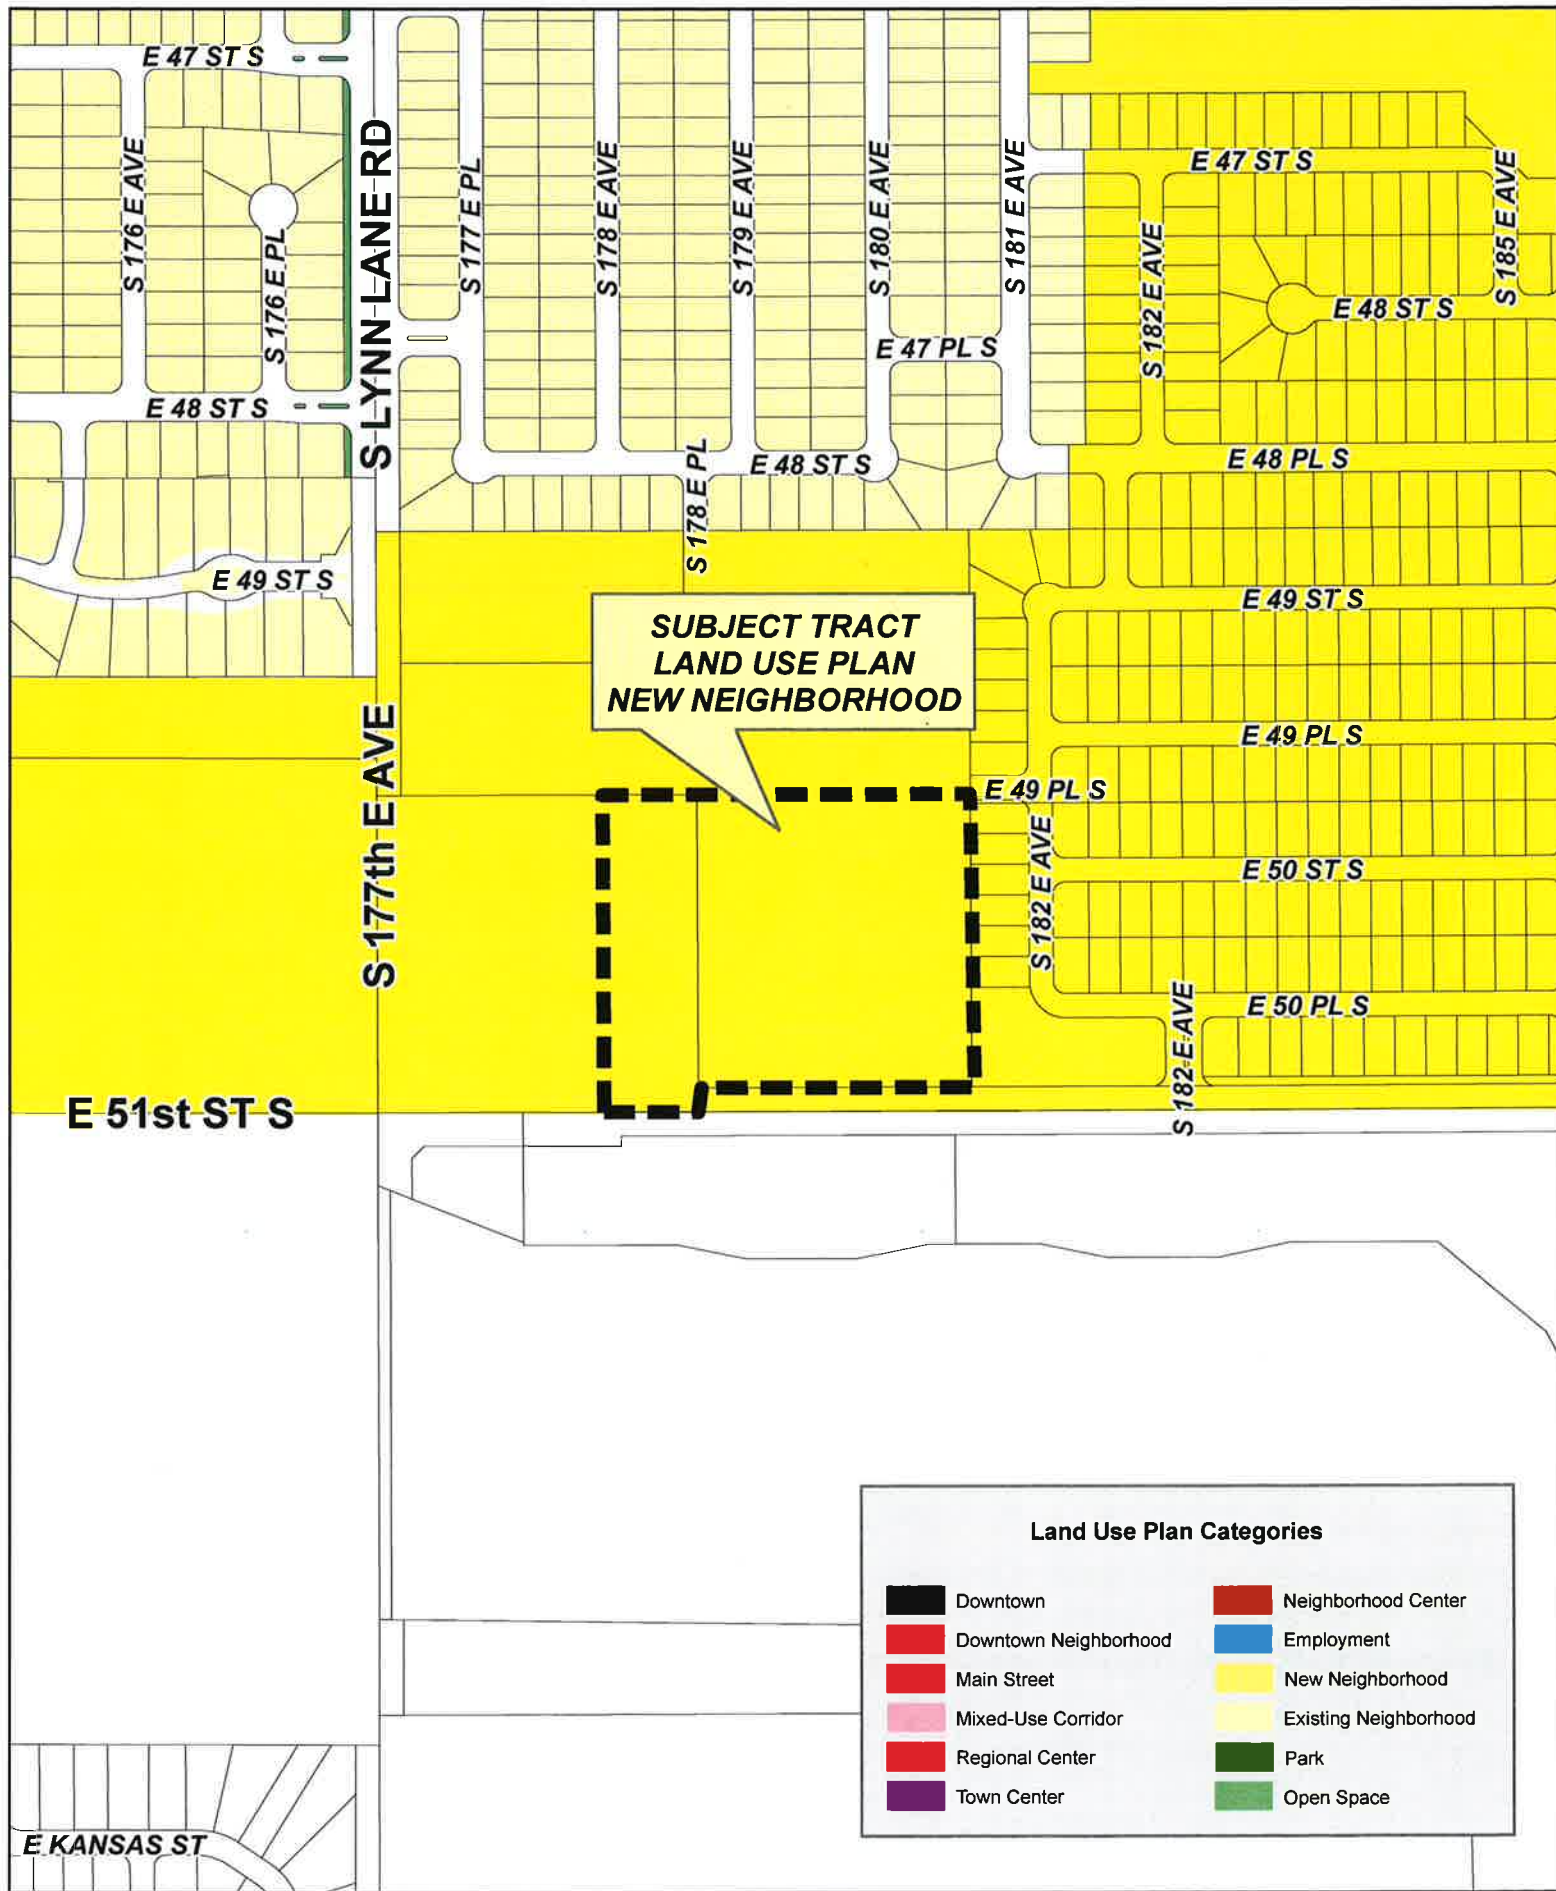 E 47 ST S
S 176 E AVE
S 176 E PL
S LYNN LANE RD
S 177 E PL
S 178 E AVE
S 179 E AVE
S 180 E AVE
S 181 E AVE
E 47 ST S
S 182 E AVE
S 185 E AVE
E 48 ST S
E 47 PL S
E 48 ST S
E 48 ST S
E 48 PL S
S 178 E PL
E 49 ST S
E 49 ST S
SUBJECT TRACT
LAND USE PLAN
NEW NEIGHBORHOOD
S 177th E AVE
E 49 PL S
E 49 PL S
S 182 E AVE
E 50 ST S
E 50 PL S
S 182 E AVE
E 51st ST S
Land Use Plan Categories
Downtown
Downtown Neighborhood
Main Street
Mixed-Use Corridor
Regional Center
Town Center
Neighborhood Center
Employment
New Neighborhood
Existing Neighborhood
Park
Open Space
E KANSAS ST